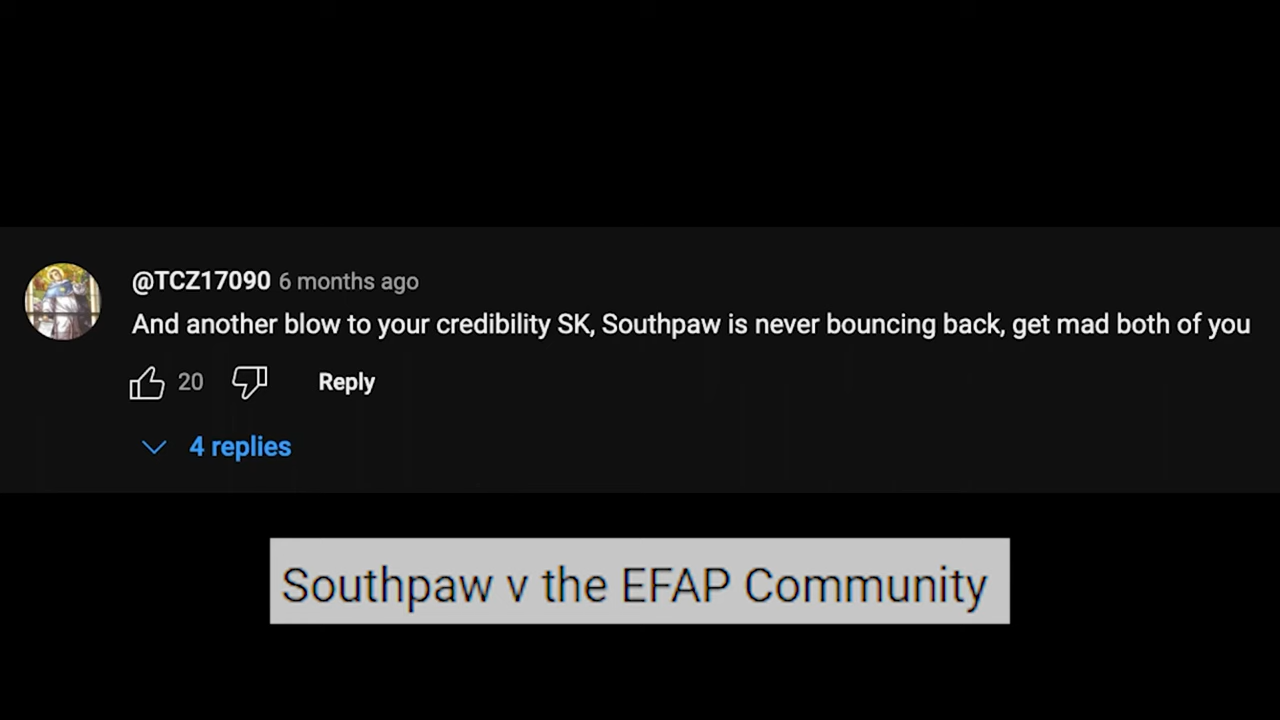 @TCZ17090 6 months ago
And another blow to your credibility SK, Southpaw is never bouncing back, get mad both of you
20 Reply
4 replies
Southpaw v the EFAP Community